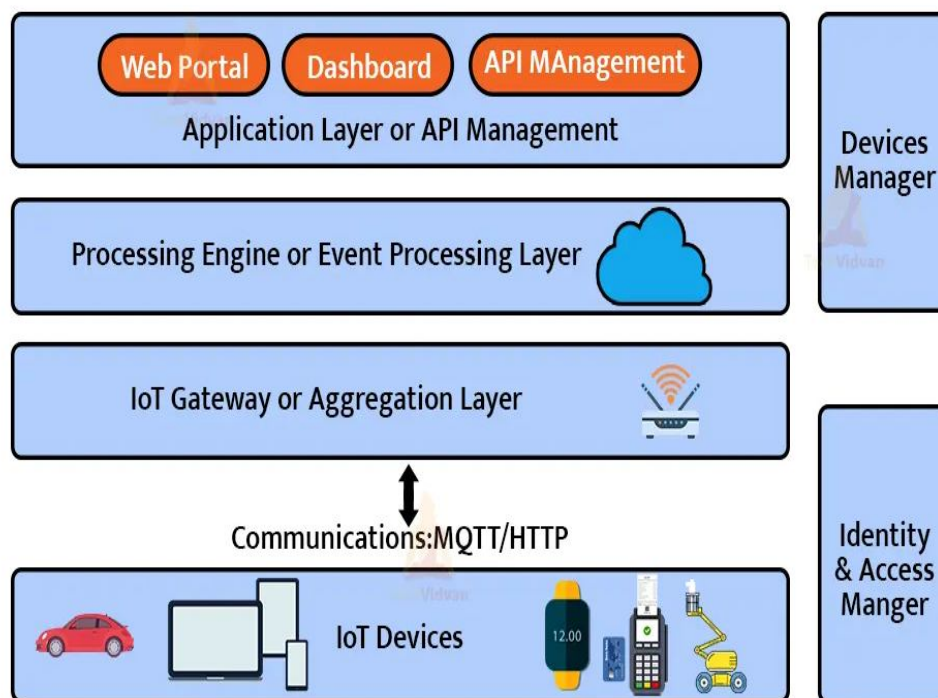 Web Portal
Dashboard
API MAnagement
Application Layer or API Management
Devices
Manager
Processing Engine or Event Processing Layer
IoT Gateway or Aggregation Layer
Communications:MQTT/HTTP
Identity
& Access
Manger
IoT Devices
12.00